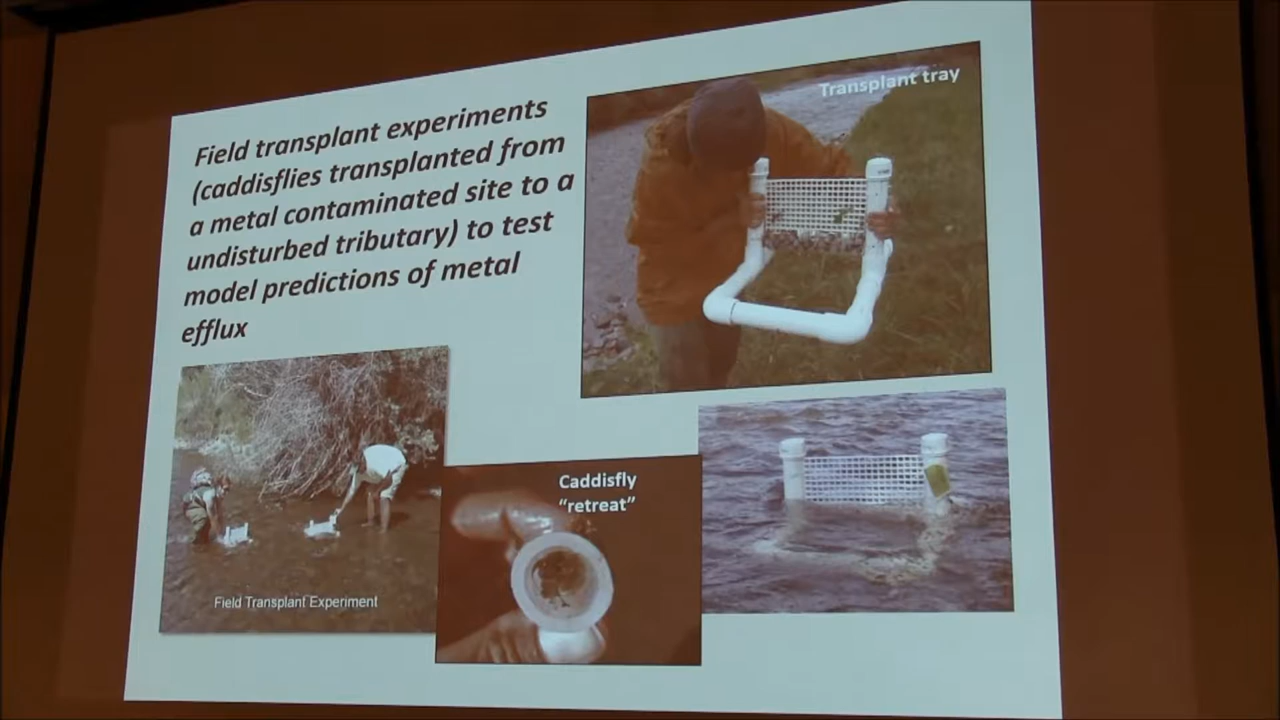 Field transplant experiments
(caddisflies transplanted from
a metal contaminated site to a
undisturbed tributary) to test
model predictions of metal
efflux
Transplant tray
Field Transplant Experiment
Caddisfly
“retreat”